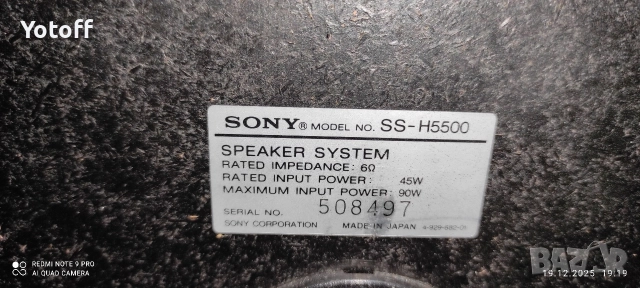 Yotoff
SONY® MODEL NO. SS-H5500
SPEAKER SYSTEM
RATED IMPEDANCE: 6Ω
RATED INPUT POWER: 45W
MAXIMUM INPUT POWER: 90W
SERIAL NO. 508497
SONY CORPORATION MADE IN JAPAN
REDMI NOTE 9 PRO
AI QUAD CAMERA
BAZAR
19.12.2025 19:19